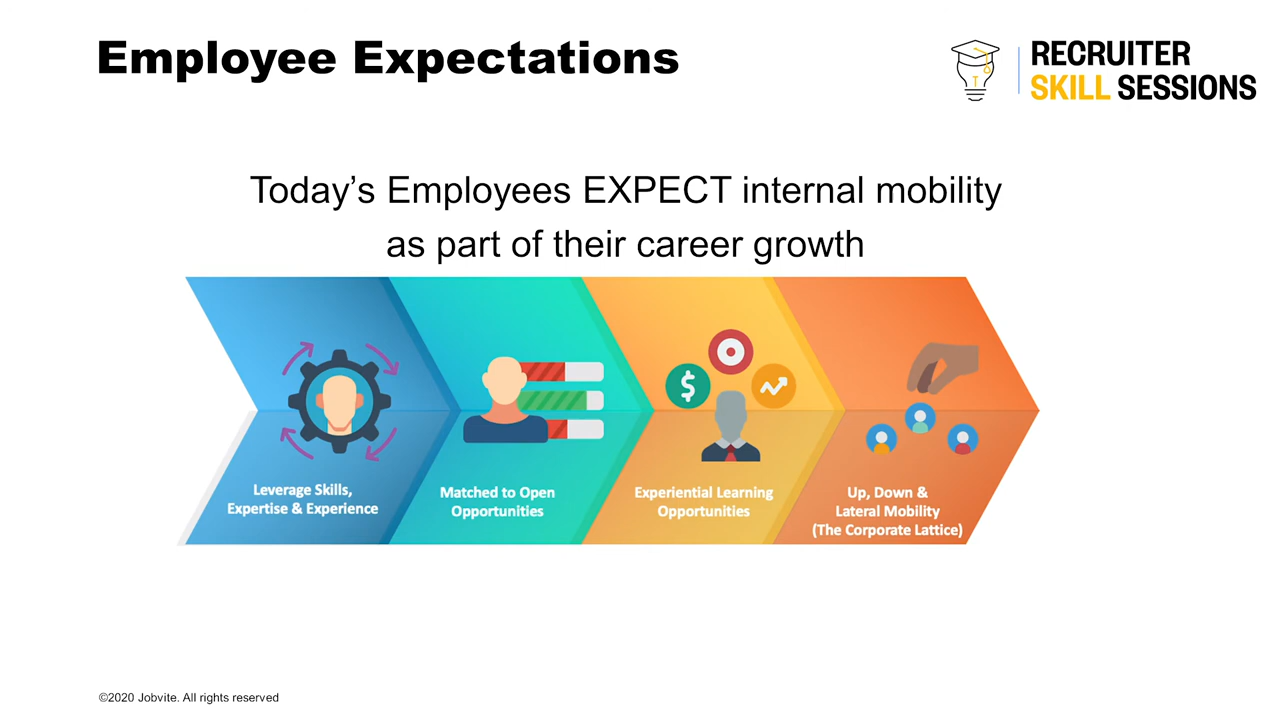 Employee Expectations
RECRUITER
SKILL SESSIONS
T
Today's Employees EXPECT internal mobility
as part of their career growth
$
Leverage Skills,
Expertise & Experience
Matched to Open
Opportunities
Experiential Learning
Opportunities
Up, Down &
Lateral Mobility
(The Corporate Lattice)
©2020 Jobvite. All rights reserved